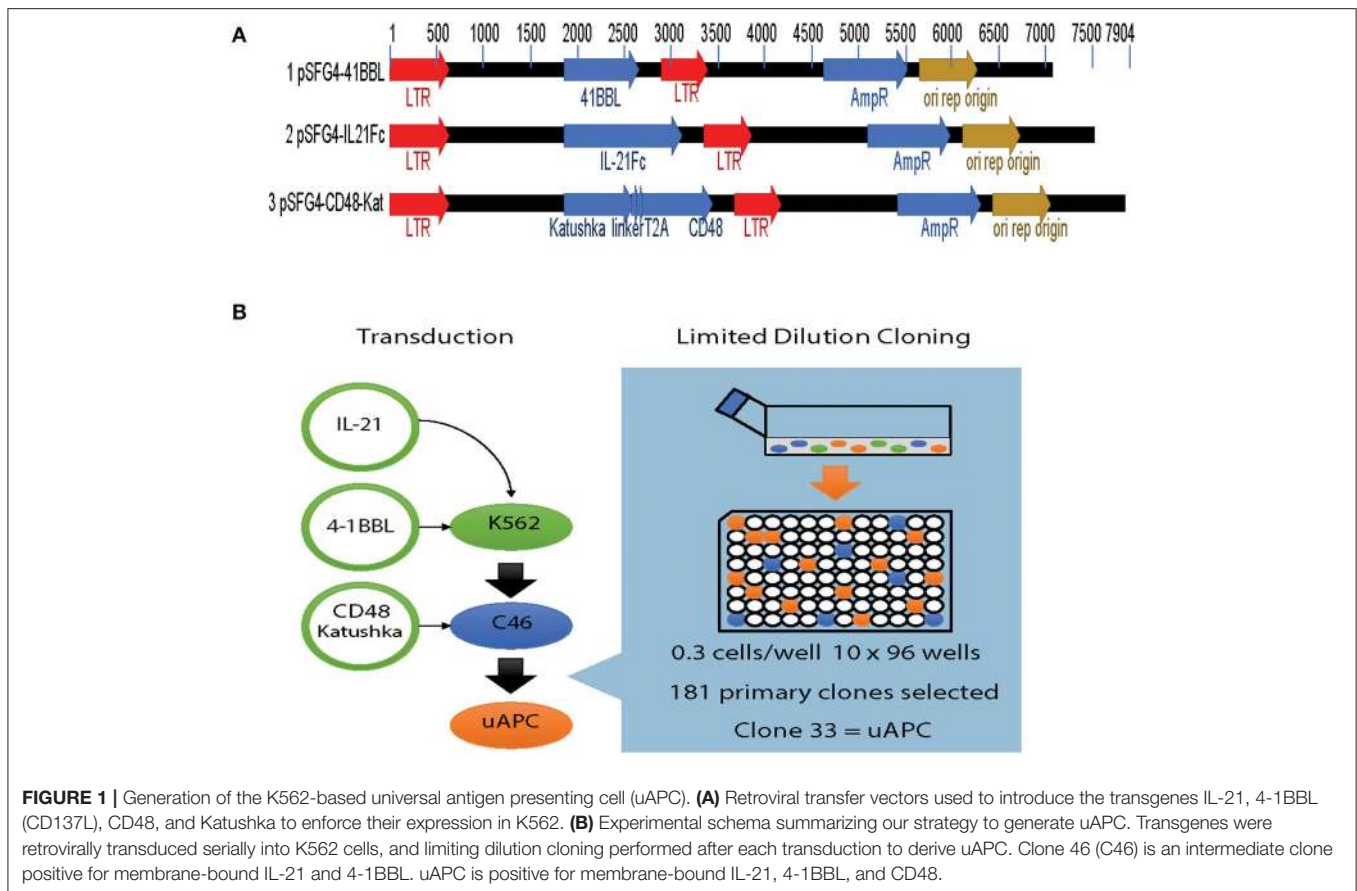 A
1 500 1000 1500 2000 2500 3000 3500 4000 4500 5000 5500 6000 6500 7000 7500 7904
1 pSFG4-41BBL
LTR 41BBL LTR AmpR ori rep origin
2 pSFG4-IL21Fc
LTR IL-21Fc LTR AmpR ori rep origin
3 pSFG4-CD48-Kat
LTR Katushka linkerT2A CD48 LTR AmpR ori rep origin
B
Transduction
IL-21
4-1BBL
K562
CD48
Katushka
C46
uAPC
Limited Dilution Cloning
0.3 cells/well 10 x 96 wells
181 primary clones selected
Clone 33 = uAPC
FIGURE 1 | Generation of the K562-based universal antigen presenting cell (uAPC). (A) Retroviral transfer vectors used to introduce the transgenes IL-21, 4-1BBL
(CD137L), CD48, and Katushka to enforce their expression in K562. (B) Experimental schema summarizing our strategy to generate uAPC. Transgenes were
retrovirally transduced serially into K562 cells, and limiting dilution cloning performed after each transduction to derive uAPC. Clone 46 (C46) is an intermediate clone
positive for membrane-bound IL-21 and 4-1BBL. uAPC is positive for membrane-bound IL-21, 4-1BBL, and CD48.